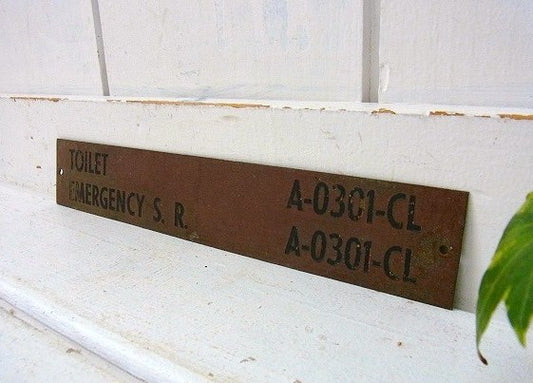 TOILET A-0301-CL
EMERGENCY S. R. A-0301-CL